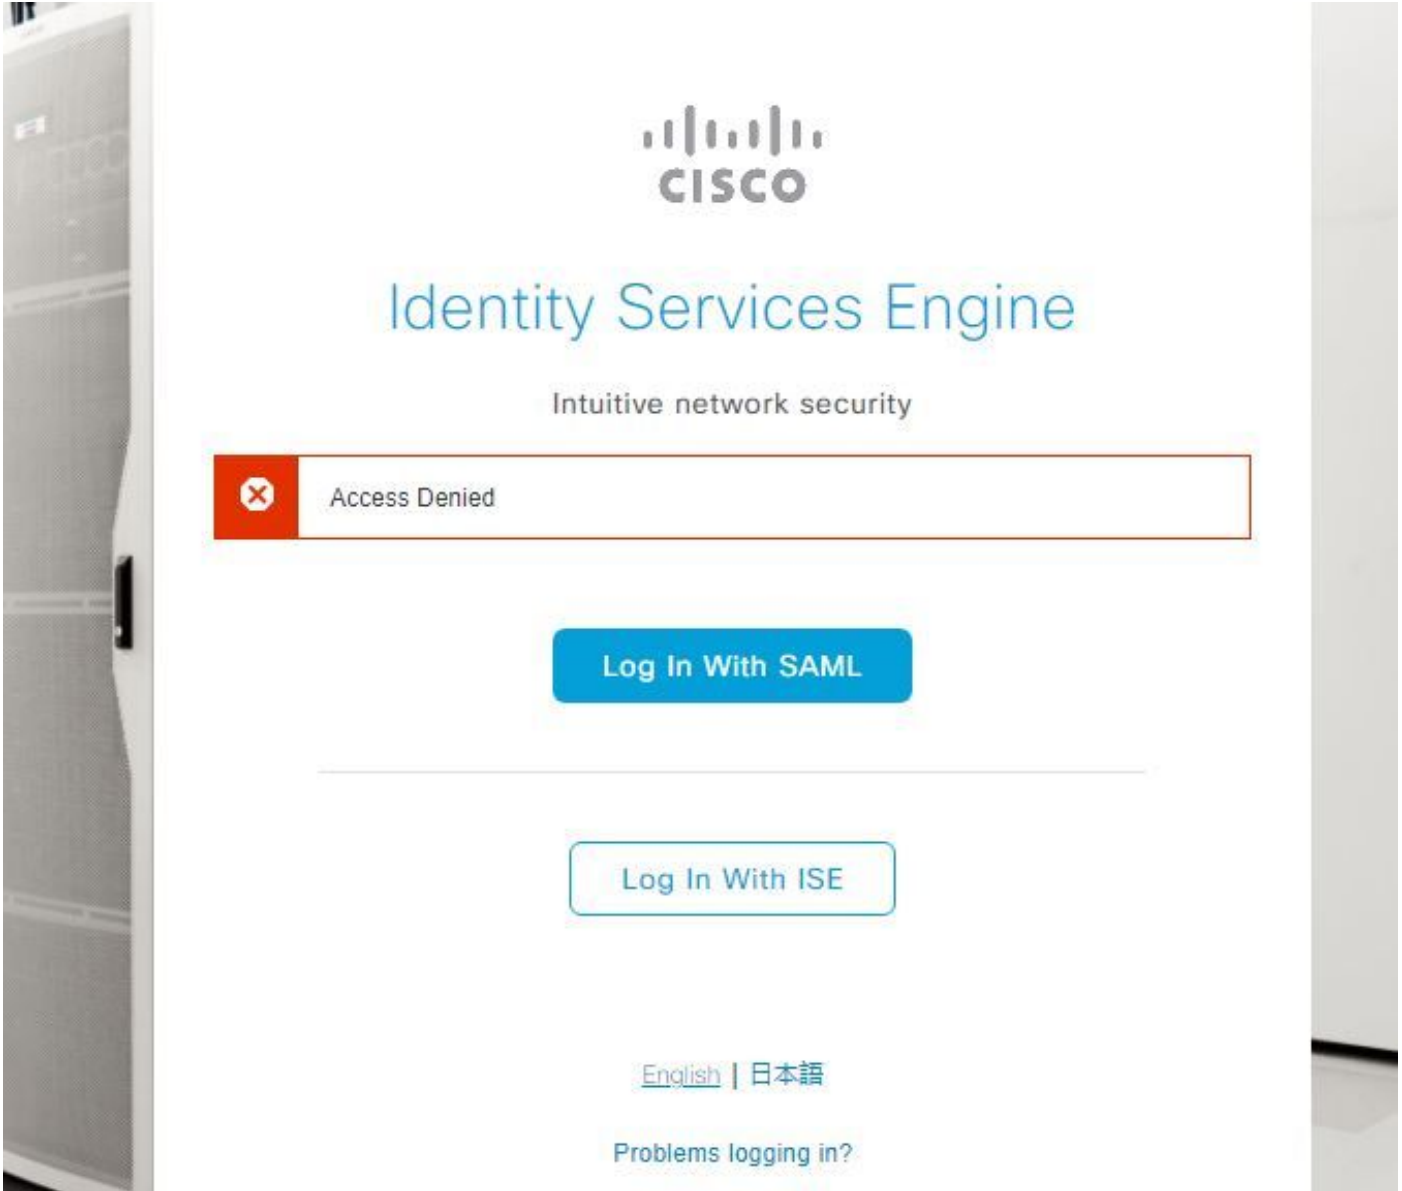 CISCO
Identity Services Engine
Intuitive network security
Access Denied
Log In With SAML
Log In With ISE
English | 日本語
Problems logging in?